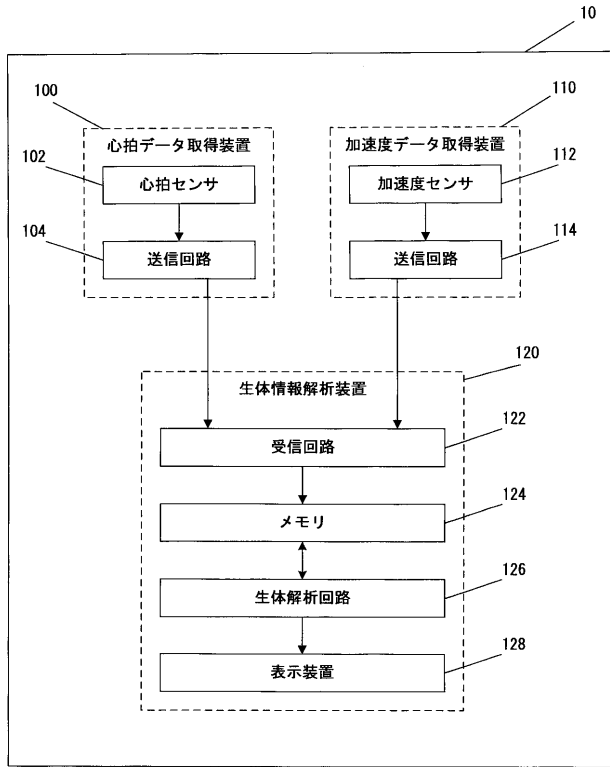 10
100
110
心拍データ取得装置
加速度データ取得装置
102
心拍センサ
加速度センサ
112
104
送信回路
送信回路
114
120
生体情報解析装置
受信回路
122
メモリ
124
生体解析回路
126
表示装置
128